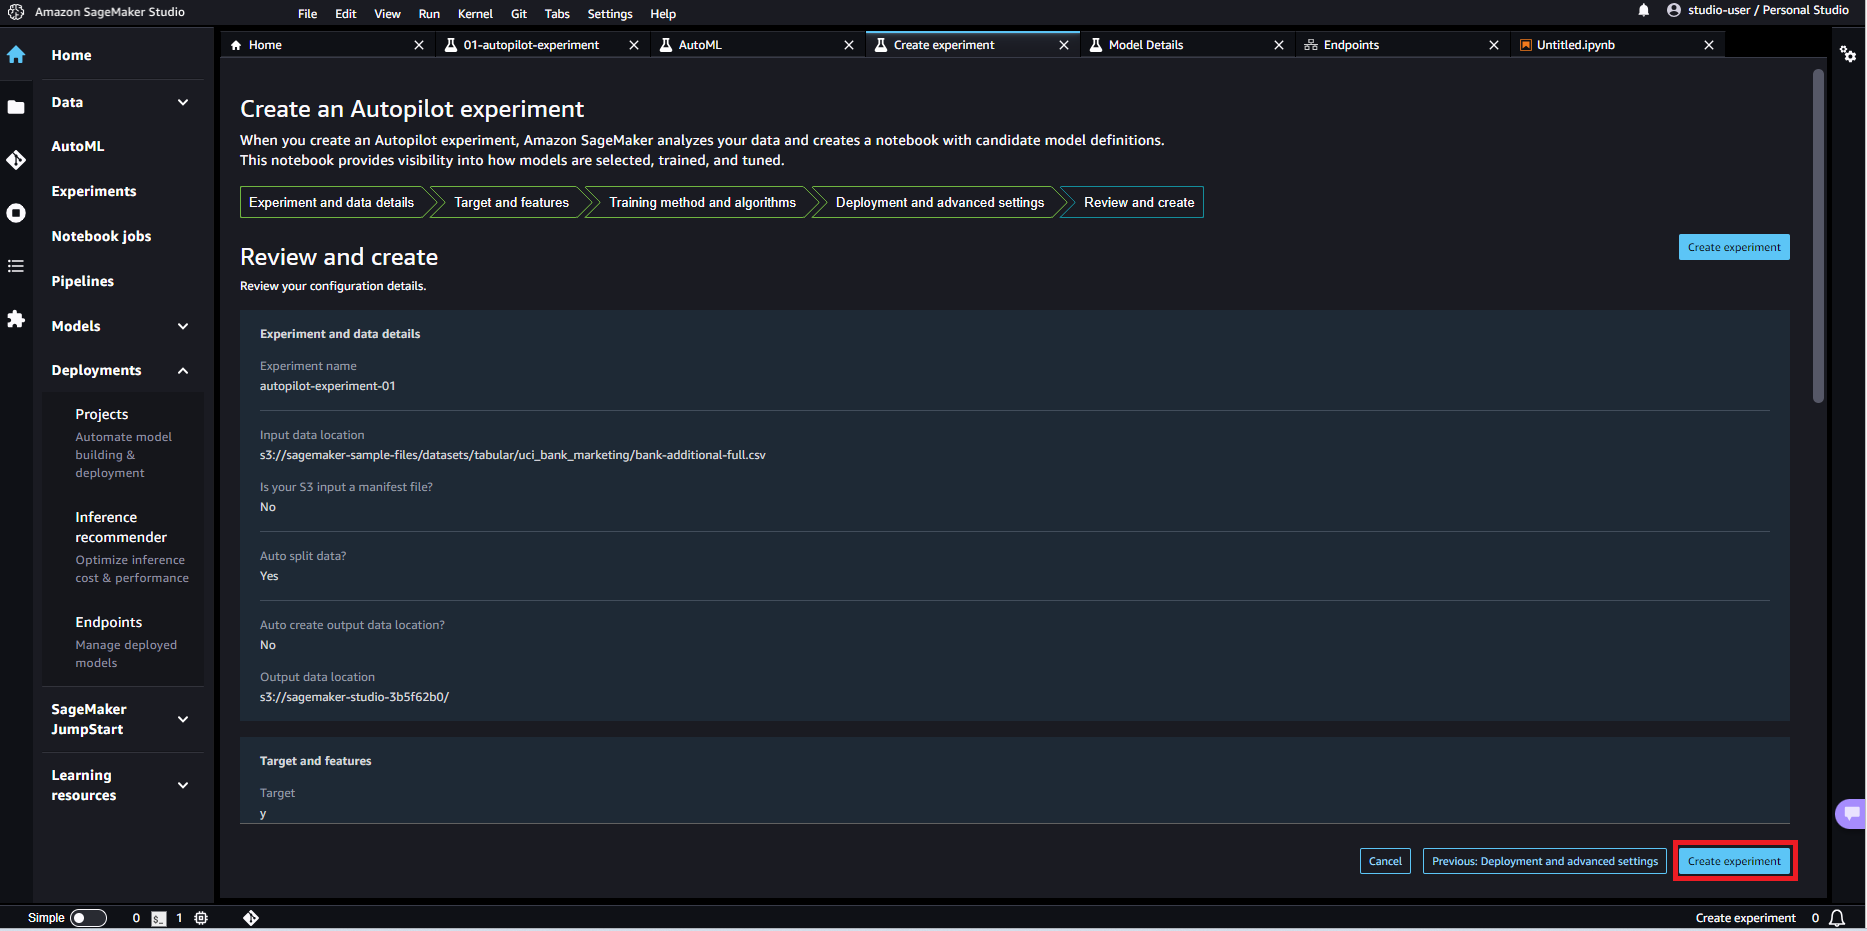 Amazon SageMaker Studio
File Edit View Run Kernel Git Tabs Settings Help
studio-user / Personal Studio
Home
01-autopilot-experiment
AutoML
Create experiment
Model Details
Endpoints
Untitled.ipynb
Home
Data
AutoML
Experiments
Notebook jobs
Pipelines
Models
Deployments
Projects
Automate model
building &
deployment
Inference
recommender
Optimize inference
cost & performance
Endpoints
Manage deployed
models
SageMaker
JumpStart
Learning
resources
Create an Autopilot experiment
When you create an Autopilot experiment, Amazon SageMaker analyzes your data and creates a notebook with candidate model definitions.
This notebook provides visibility into how models are selected, trained, and tuned.
Experiment and data details
Target and features
Training method and algorithms
Deployment and advanced settings
Review and create
Review and create
Create experiment
Review your configuration details.
Experiment and data details
Experiment name
autopilot-experiment-01
Input data location
s3://sagemaker-sample-files/datasets/tabular/uci_bank_marketing/bank-additional-full.csv
Is your S3 input a manifest file?
No
Auto split data?
Yes
Auto create output data location?
No
Output data location
s3://sagemaker-studio-3b5f62b0/
Target and features
Target
y
Cancel
Previous: Deployment and advanced settings
Create experiment
Simple
0
$_
1
Create experiment
0